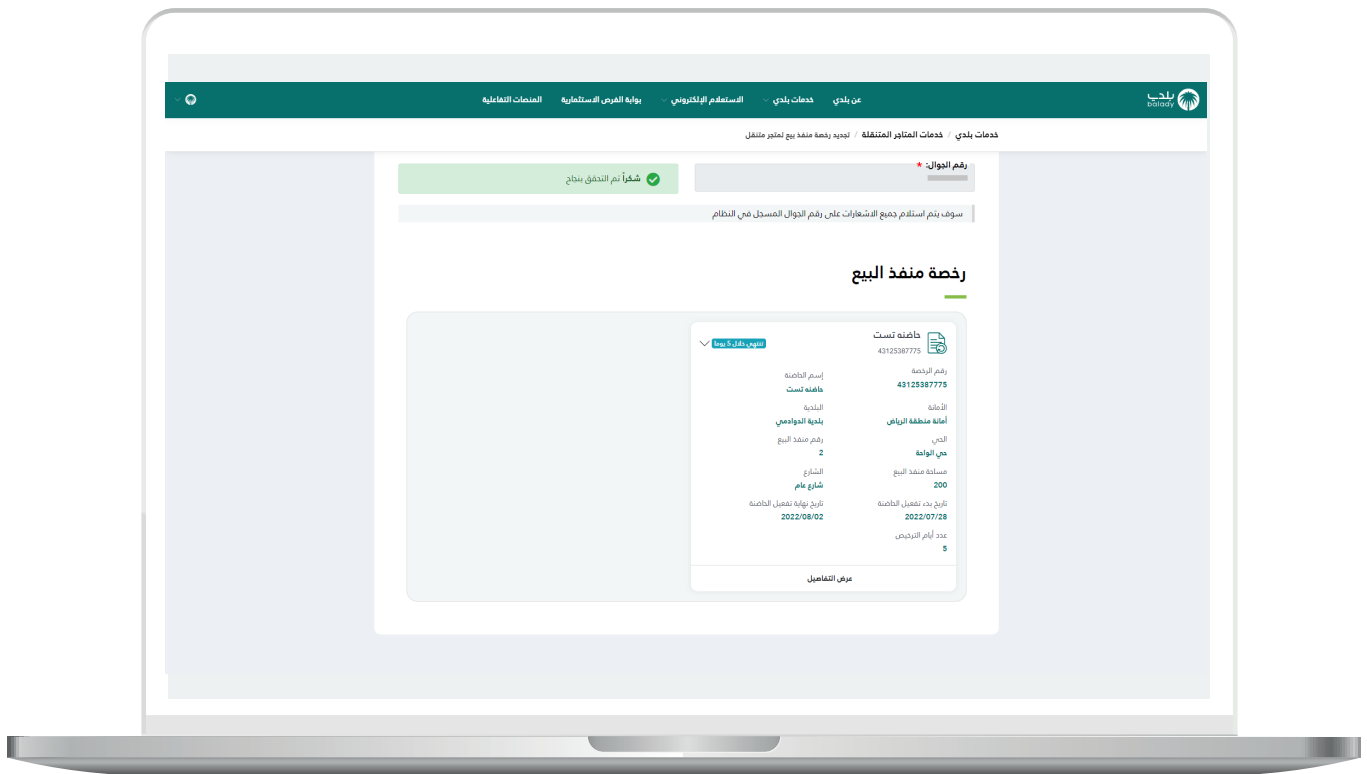 بلدي
balady
عن بلدي
خدمات بلدي
الاستعلام الإلكتروني
بوابة الفرص الاستثمارية
المنصات التفاعلية
خدمات بلدي / خدمات المتاجر المتنقلة / تجديد رخصة منفذ بيع لمتجر متنقل
رقم الجوال: *
شكراً تم التحقق بنجاح
سوف يتم استلام جميع الاشعارات على رقم الجوال المسجل في النظام
رخصة منفذ البيع
حاضنه تست
43125387775
تنتهي خلال 5 يوما
رقم الرخصة
43125387775
إسم الحاضنة
حاضنه تست
الأمانة
أمانة منطقة الرياض
البلدية
بلدية الدوادمي
الحي
حي الواحة
رقم منفذ البيع
2
مساحة منفذ البيع
200
الشارع
شارع عام
تاريخ بدء تفعيل الحاضنة
2022/07/28
تاريخ نهاية تفعيل الحاضنة
2022/08/02
عدد أيام الترخيص
5
عرض التفاصيل